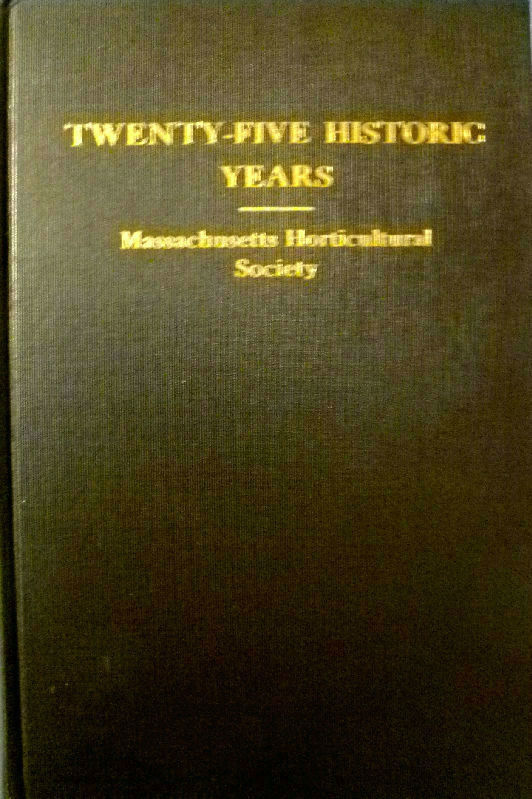 TWENTY-FIVE HISTORIC
YEARS
Massachusetts Horticultural
Society